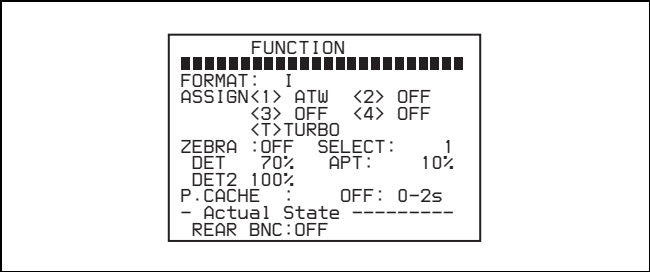 FUNCTION
FORMAT: I
ASSIGN<1> ATW <2> OFF
<3> OFF <4> OFF
<T>TURBO
ZEBRA :OFF SELECT: 1
DET 70% APT: 10%
DET2 100%
P.CACHE : OFF: 0-2s
- Actual State ---------
REAR BNC:OFF